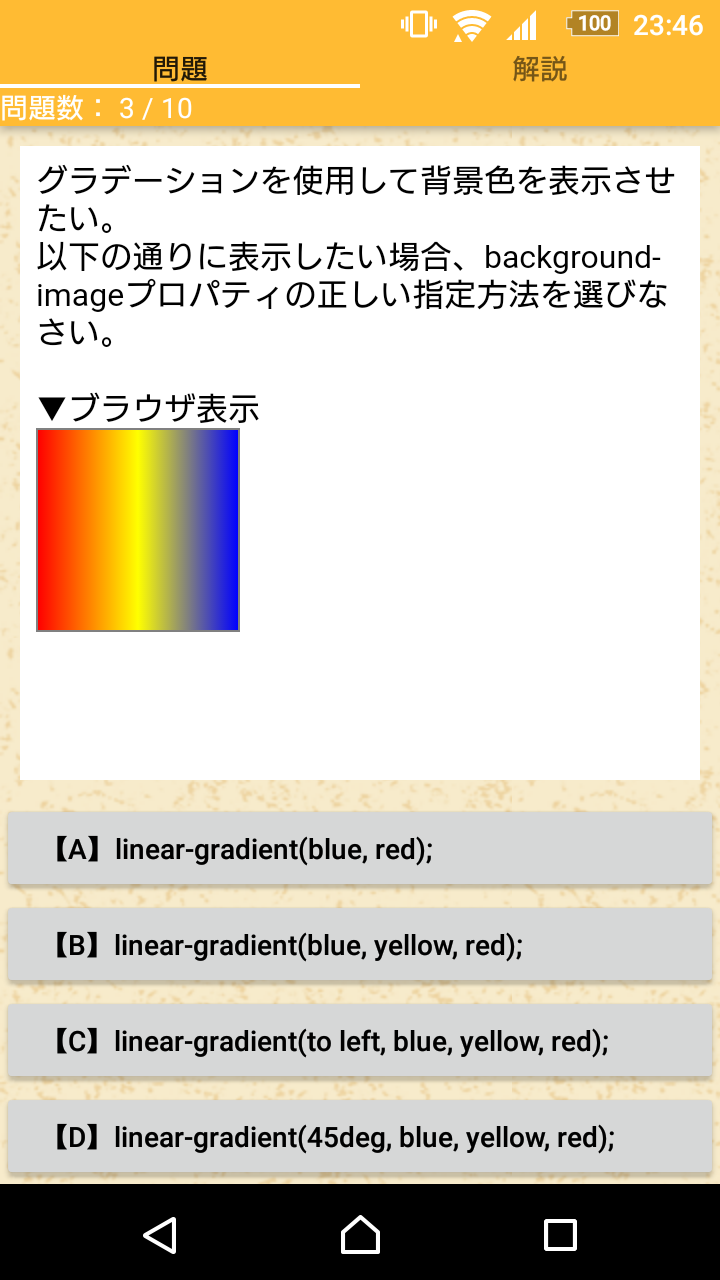 100 23:46
問題
解説
問題数： 3 / 10
グラデーションを使用して背景色を表示させ
たい。
以下の通りに表示したい場合、background-
imageプロパティの正しい指定方法を選びな
さい。
▼ブラウザ表示
【A】linear-gradient(blue, red);
【B】linear-gradient(blue, yellow, red);
【C】linear-gradient(to left, blue, yellow, red);
【D】linear-gradient(45deg, blue, yellow, red);